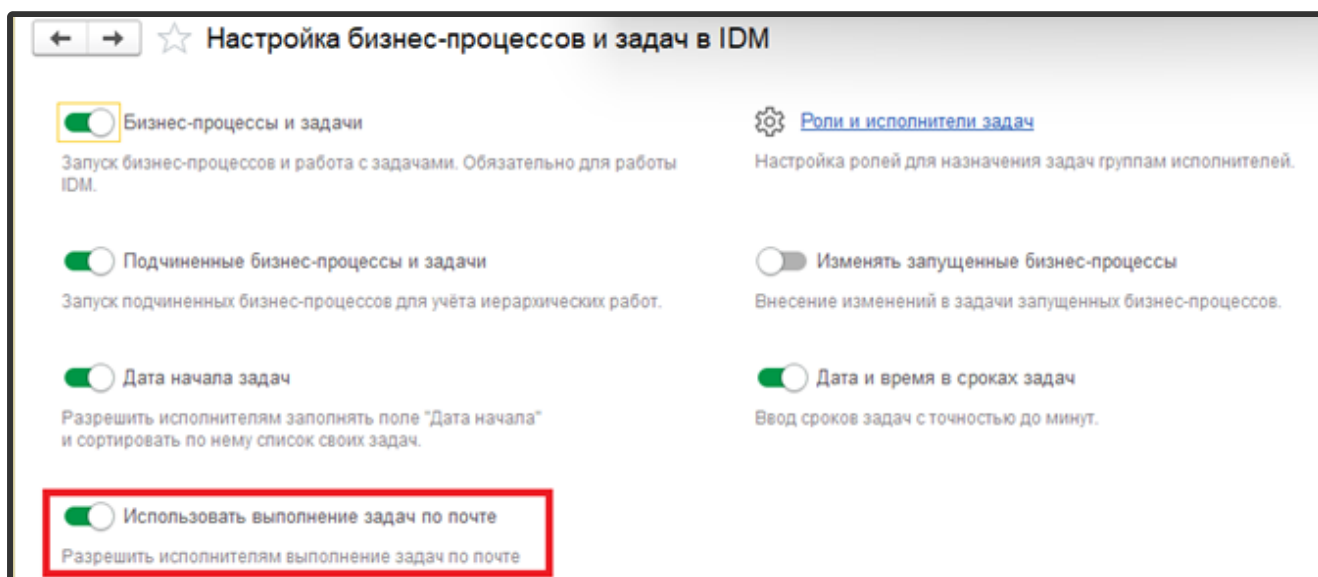 Настройка бизнес-процессов и задач в IDM
Бизнес-процессы и задачи
Запуск бизнес-процессов и работа с задачами. Обязательно для работы
IDM.
Роли и исполнители задач
Настройка ролей для назначения задач группам исполнителей.
Подчиненные бизнес-процессы и задачи
Запуск подчиненных бизнес-процессов для учёта иерархических работ.
Изменять запущенные бизнес-процессы
Внесение изменений в задачи запущенных бизнес-процессов.
Дата начала задач
Разрешить исполнителям заполнять поле "Дата начала"
и сортировать по нему список своих задач.
Дата и время в сроках задач
Ввод сроков задач с точностью до минут.
Использовать выполнение задач по почте
Разрешить исполнителям выполнение задач по почте